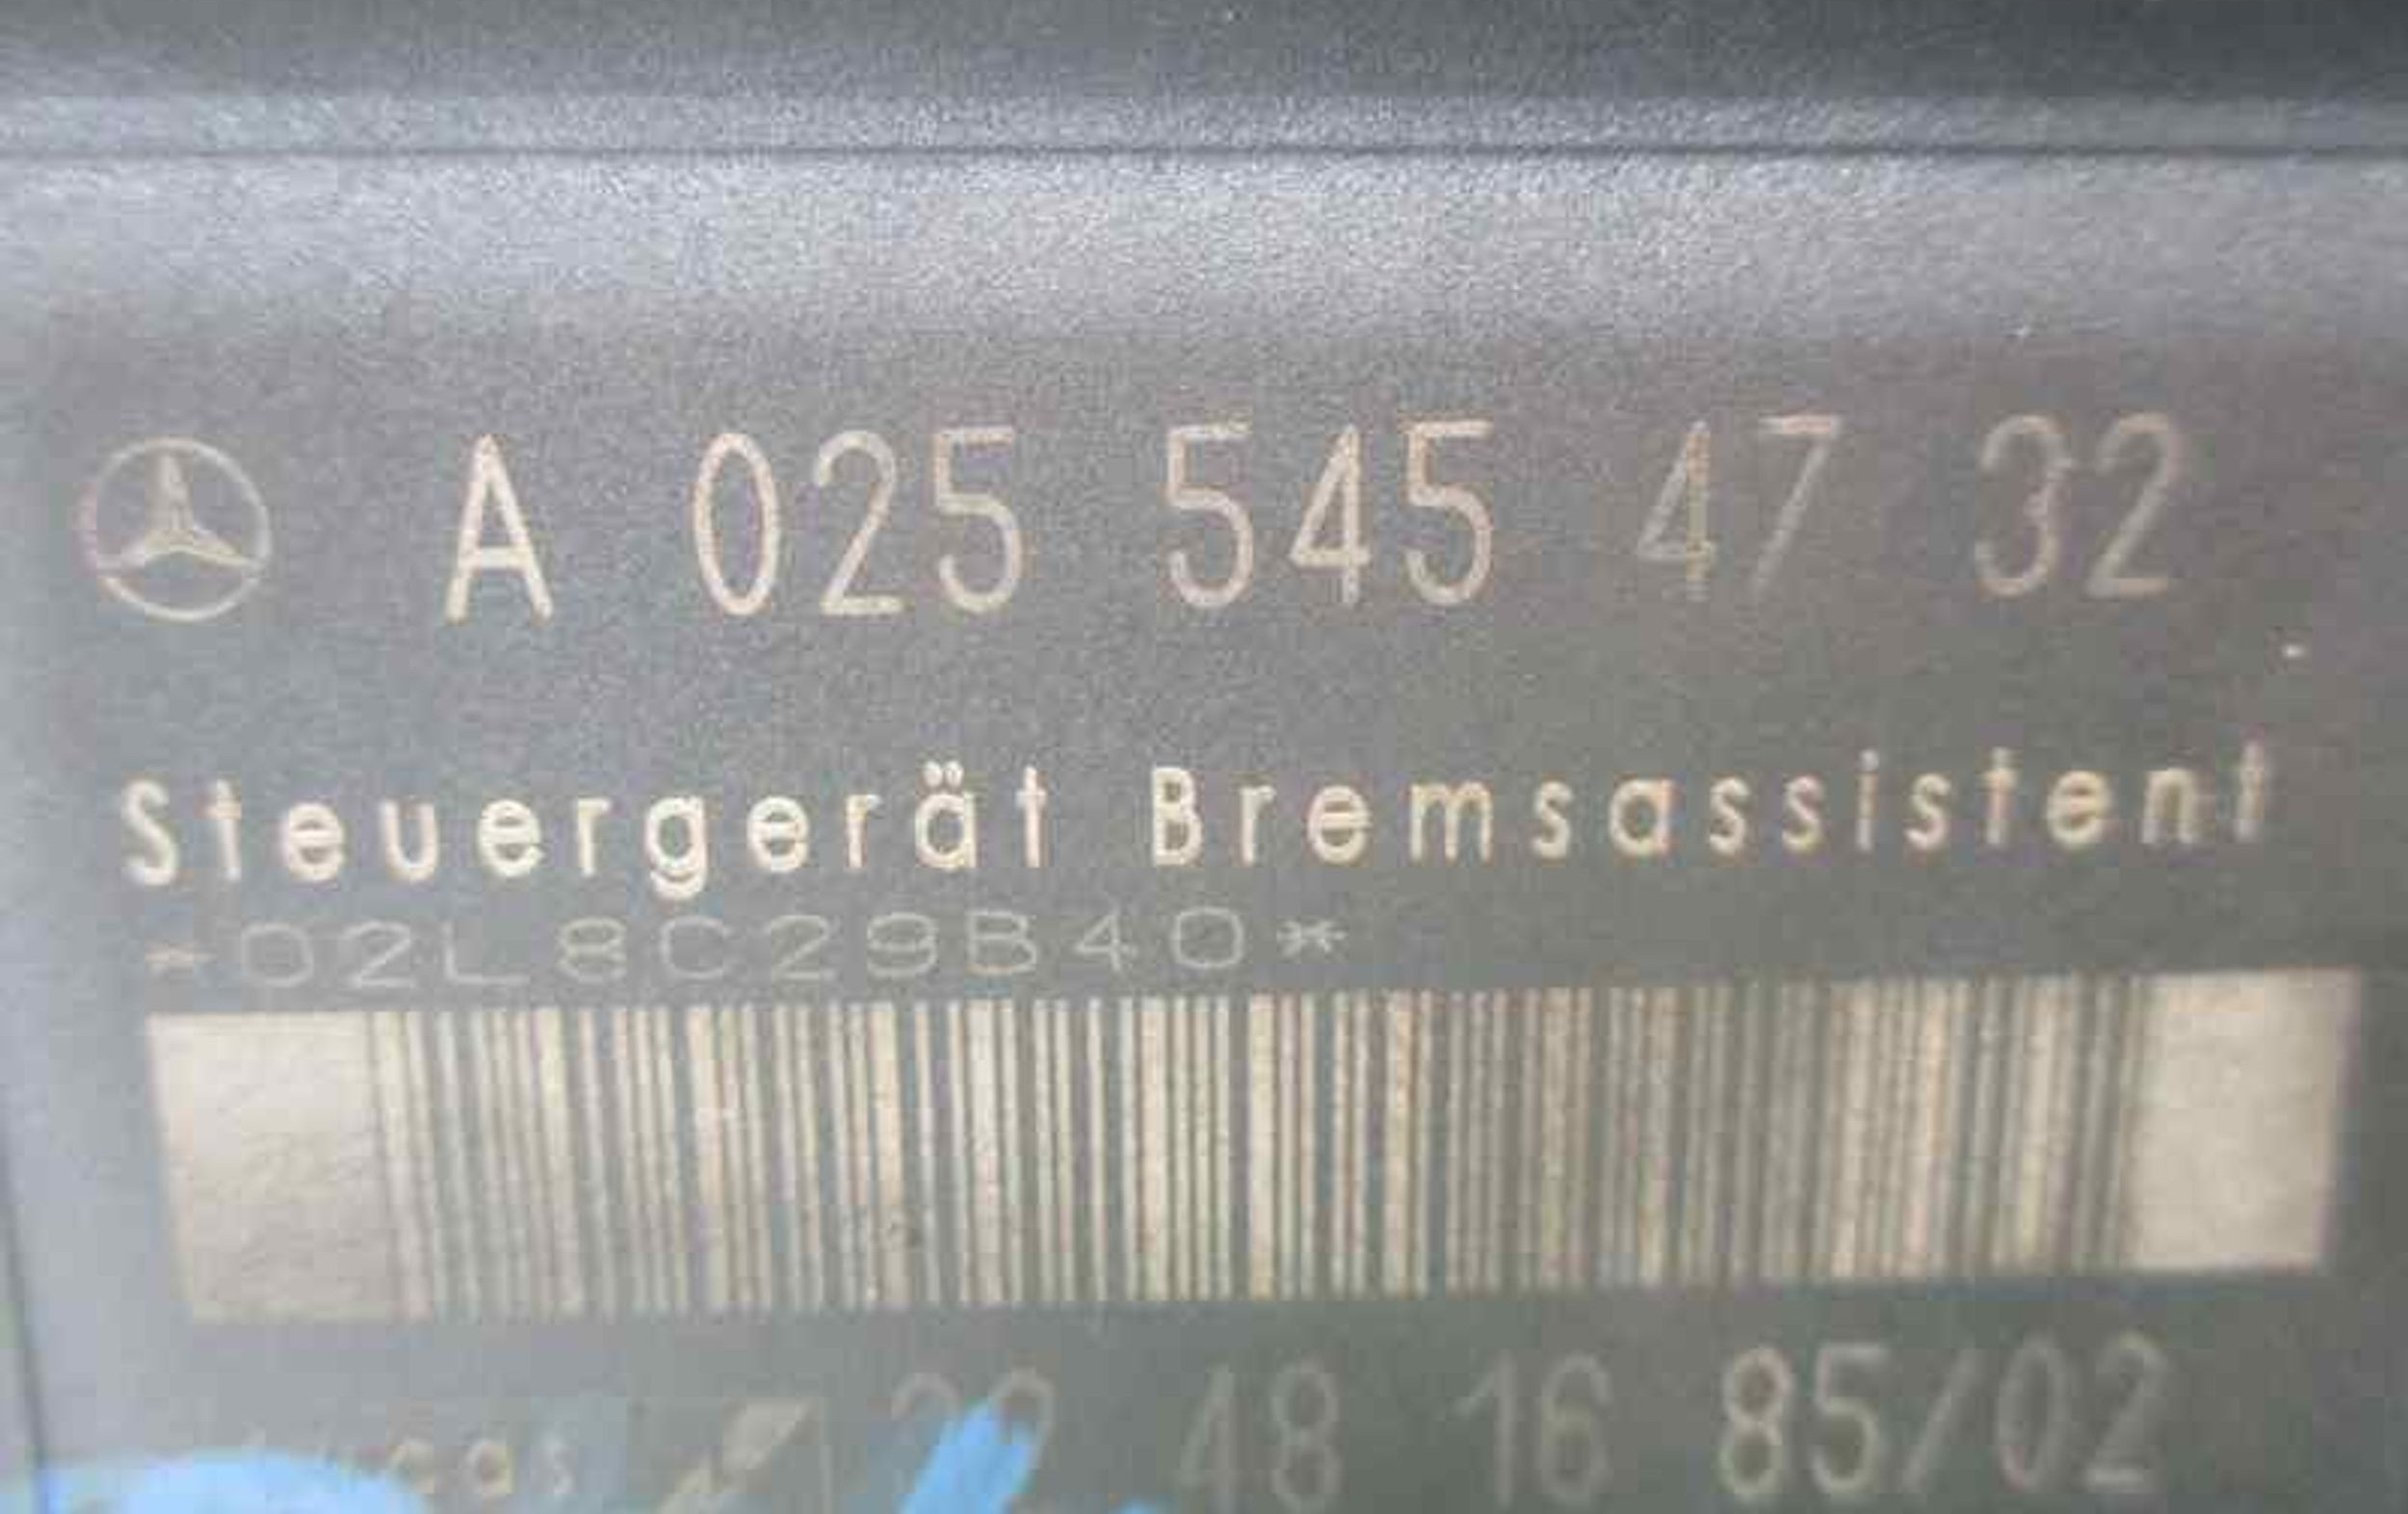 A 025 545 47 32
Steuergerät Bremsassistent
*02L8C29B40*
48 16 85/02